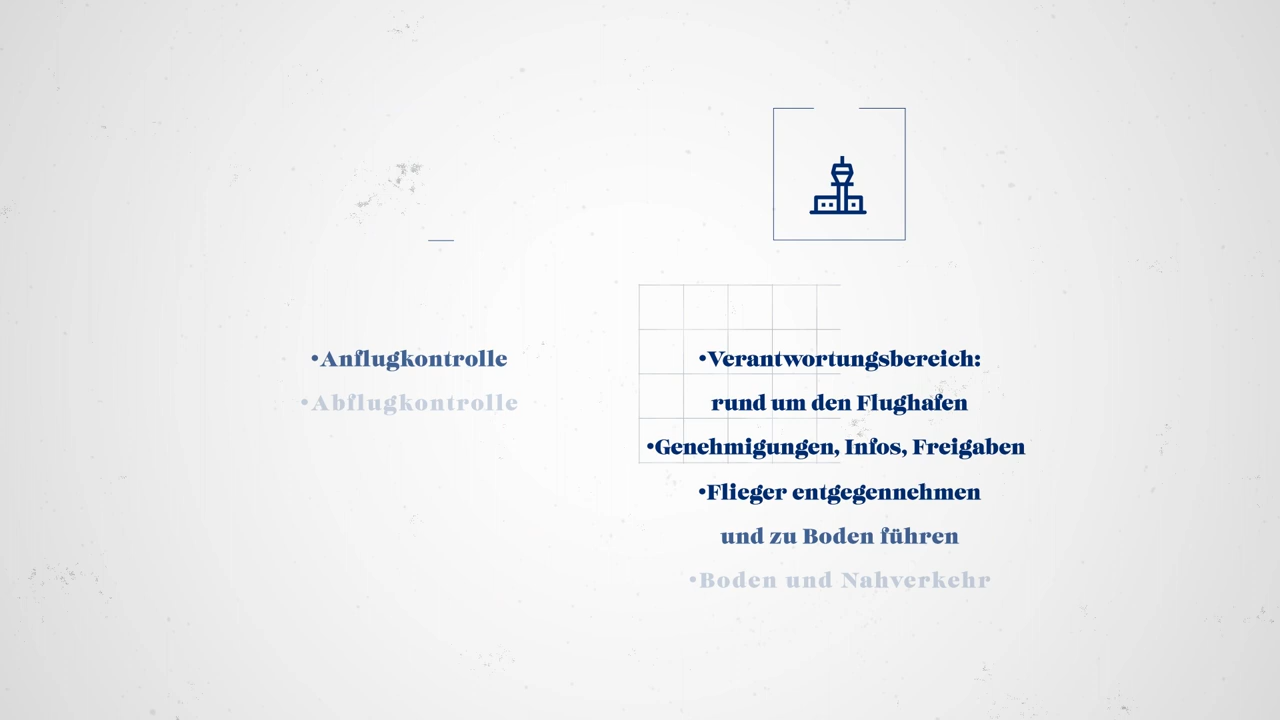 •Anflugkontrolle
•Abflugkontrolle
•Verantwortungsbereich:
rund um den Flughafen
•Genehmigungen, Infos, Freigaben
•Flieger entgegennehmen
und zu Boden führen
•Boden und Nahverkehr